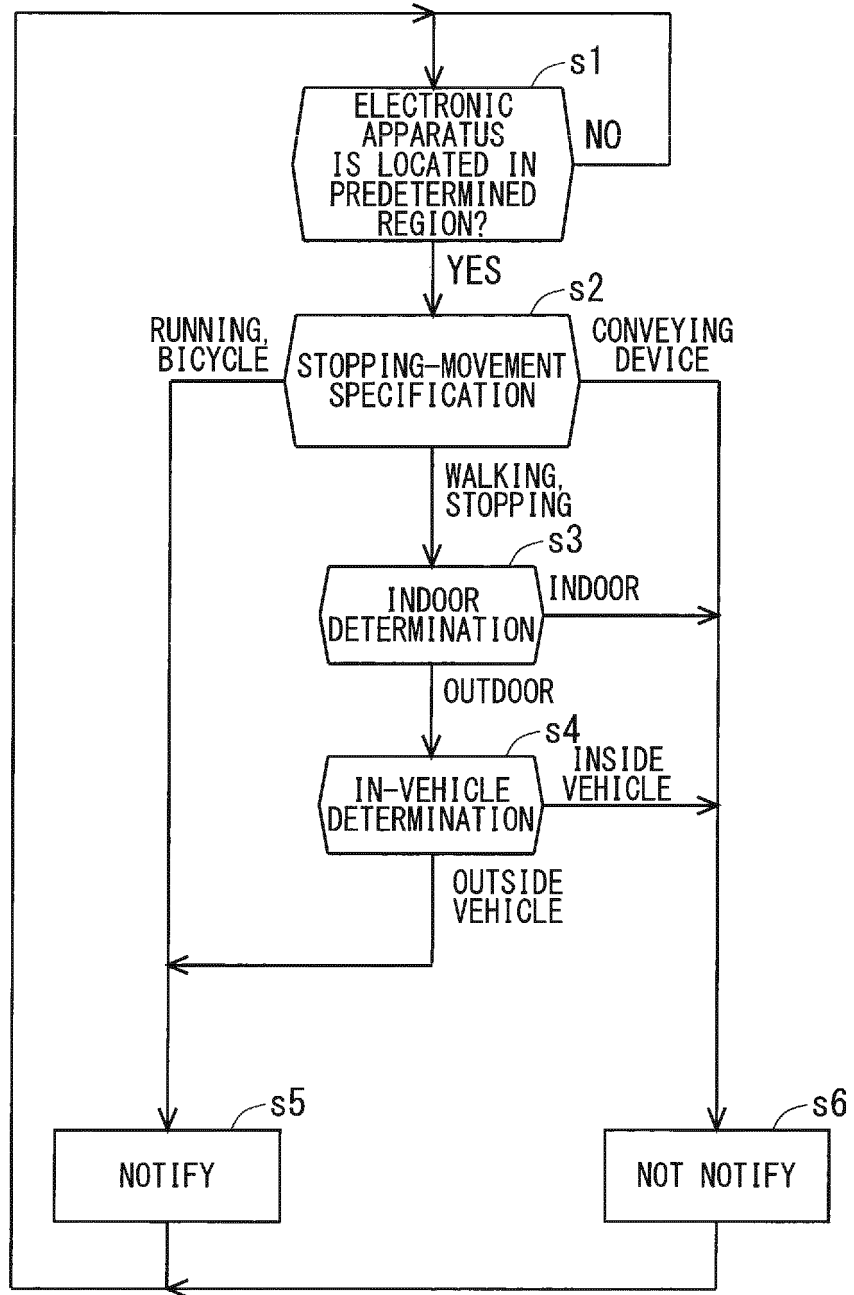 s1
ELECTRONIC
APPARATUS
IS LOCATED IN
PREDETERMINED
REGION?
NO
YES
s2
RUNNING,
BICYCLE
STOPPING-MOVEMENT
SPECIFICATION
CONVEYING
DEVICE
WALKING,
STOPPING
s3
INDOOR
DETERMINATION
INDOOR
OUTDOOR
s4
IN-VEHICLE
DETERMINATION
INSIDE
VEHICLE
OUTSIDE
VEHICLE
s5
NOTIFY
s6
NOT NOTIFY